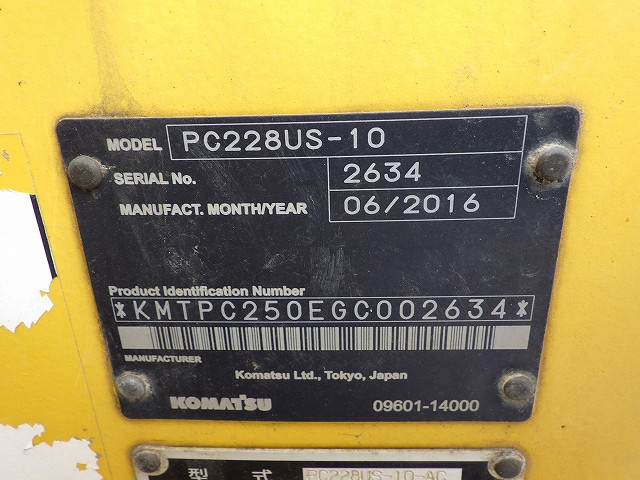 MODEL PC228US-10
SERIAL No. 2634
MANUFACT. MONTH/YEAR 06/2016
Product Identification Number
*KMTPC250EGC002634*
MANUFACTURER
Komatsu Ltd., Tokyo, Japan
KOMATSU 09601-14000
型式 PC228US-10-AC